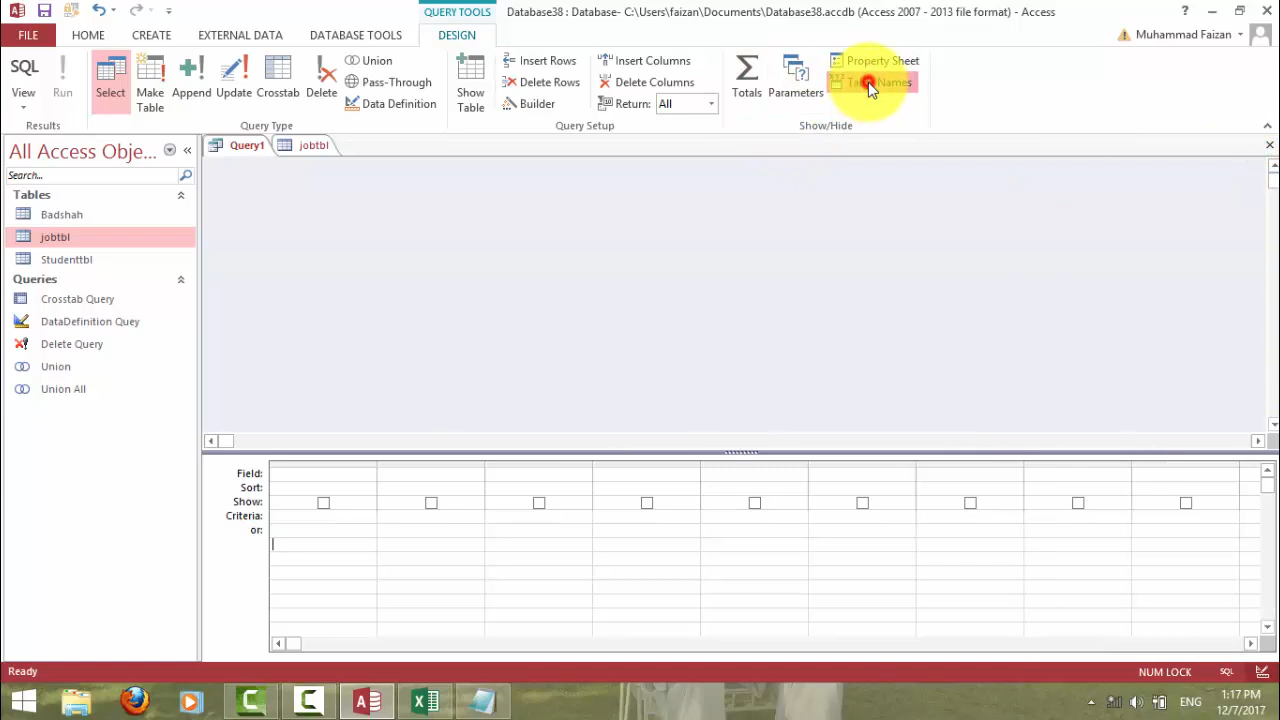 QUERY TOOLS
Database38 : Database- C:\Users\faizan\Documents\Database38.accdb (Access 2007 - 2013 file format) - Access
?
FILE
HOME
CREATE
EXTERNAL DATA
DATABASE TOOLS
DESIGN
Muhammad Faizan
SQL
View
Run
Results
Select
Make
Table
Append
Update
Crosstab
Delete
Union
Pass-Through
Data Definition
Query Type
Show
Table
Insert Rows
Delete Rows
Builder
Insert Columns
Delete Columns
Return: All
Query Setup
Totals
Parameters
Property Sheet
Table Names
Show/Hide
All Access Obje...
Search...
Tables
Badshah
jobtbl
Studenttbl
Queries
Crosstab Query
DataDefinition Quey
Delete Query
Union
Union All
Query1
jobtbl
Field:
Sort:
Show:
Criteria:
or:
Ready
NUM LOCK
SQL
ENG
1:17 PM
12/7/2017